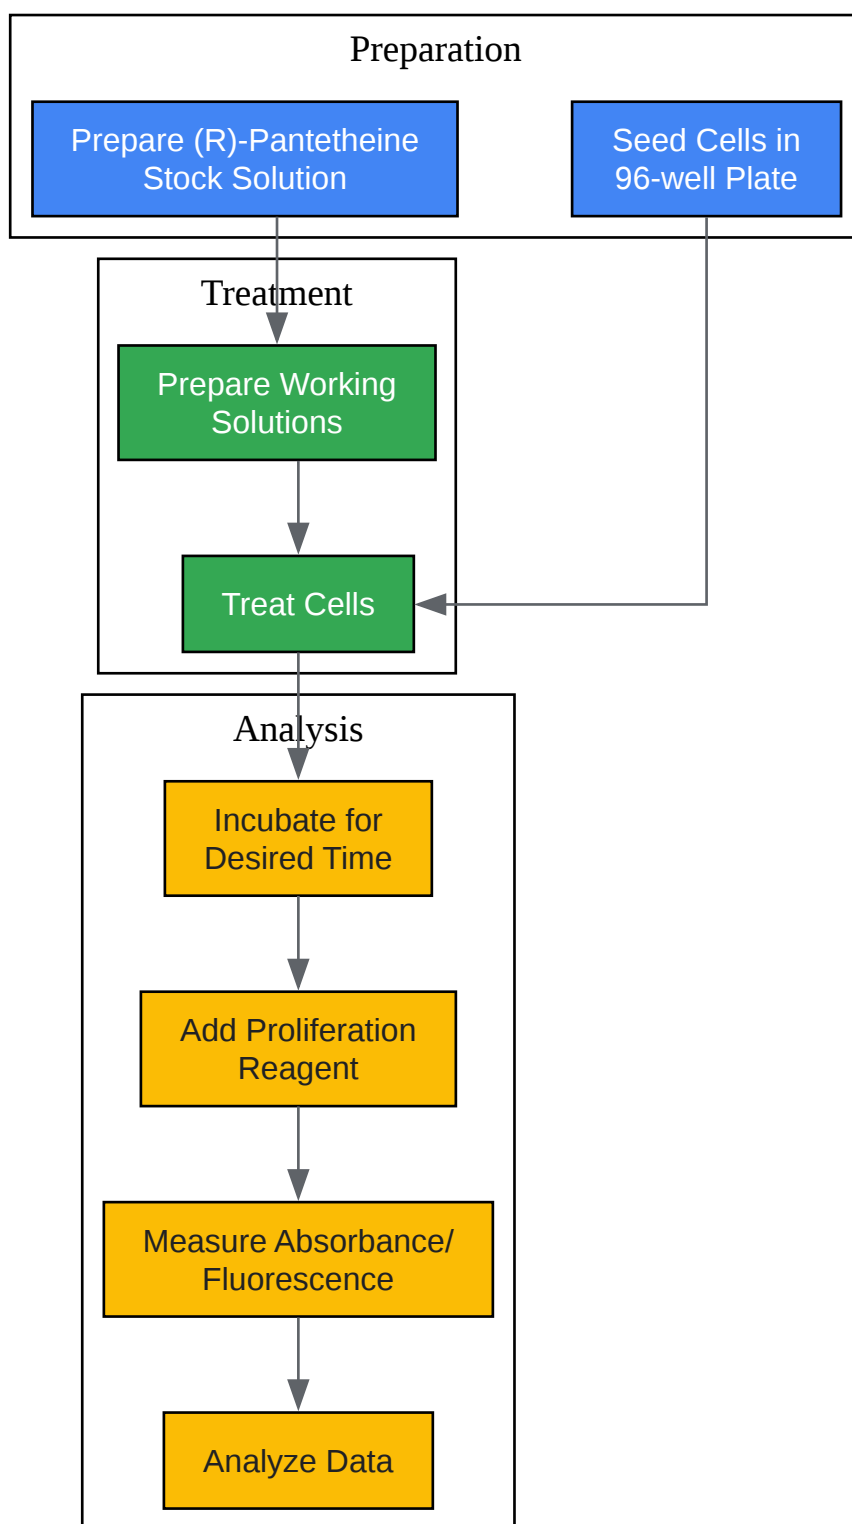 Preparation
Prepare (R)-Pantetheine
Stock Solution
Seed Cells in
96-well Plate
Treatment
Prepare Working
Solutions
Treat Cells
Analysis
Incubate for
Desired Time
Add Proliferation
Reagent
Measure Absorbance/
Fluorescence
Analyze Data